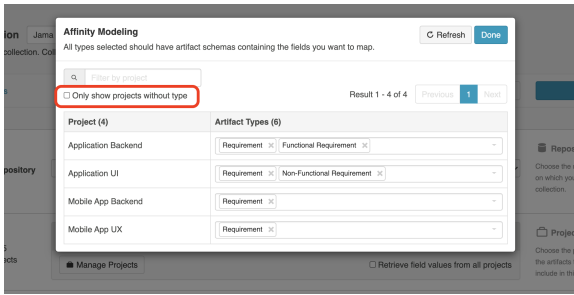 Affinity Modeling
All types selected should have artifact schemas containing the fields you want to map.
Refresh
Done
ion
Jama
collection. Col
Filter by project
Only show projects without type
Result 1 - 4 of 4
Previous
1
Next
Project (4)
Artifact Types (6)
Application Backend
Requirement ×
Functional Requirement ×
Application UI
Requirement ×
Non-Functional Requirement ×
Mobile App Backend
Requirement ×
Mobile App UX
Requirement ×
s
pository
Repos
Choose the
on which you
collection.
5
ects
Manage Projects
Retrieve field values from all projects
Projec
Choose the
the artifacts
include in thi